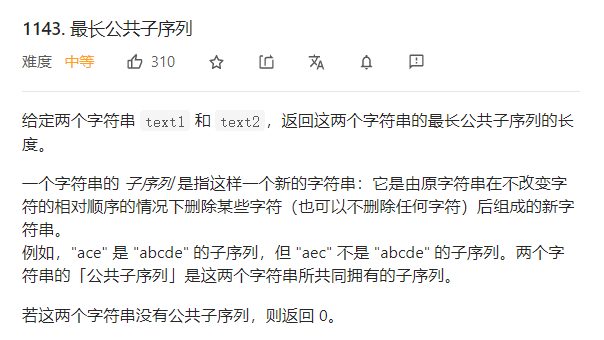 1143. 最长公共子序列
难度 中等 310
给定两个字符串 text1 和 text2，返回这两个字符串的最长公共子序列的长
度。
一个字符串的 子序列 是指这样一个新的字符串：它是由原字符串在不改变字
符的相对顺序的情况下删除某些字符（也可以不删除任何字符）后组成的新字
符串。
例如，"ace" 是 "abcde" 的子序列，但 "aec" 不是 "abcde" 的子序列。两个字
符串的「公共子序列」是这两个字符串所共同拥有的子序列。
若这两个字符串没有公共子序列，则返回 0。